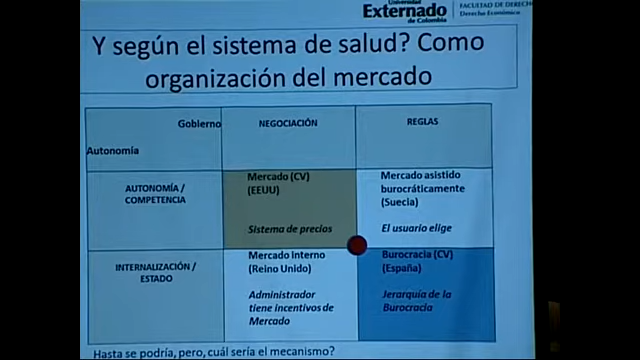 Universidad
Externado
de Colombia
FACULTAD DE DERECHO
Derecho Económico
Y según el sistema de salud? Como
organización del mercado
Gobierno
Autonomía
NEGOCIACIÓN
REGLAS
AUTONOMÍA /
COMPETENCIA
Mercado (CV)
(EEUU)
Sistema de precios
Mercado asistido
burocráticamente
(Suecia)
El usuario elige
INTERNALIZACIÓN /
ESTADO
Mercado Interno
(Reino Unido)
Administrador
tiene incentivos de
Mercado
Burocracia (CV)
(España)
Jerarquía de la
Burocracia
Hasta se podría, pero, cuál sería el mecanismo?